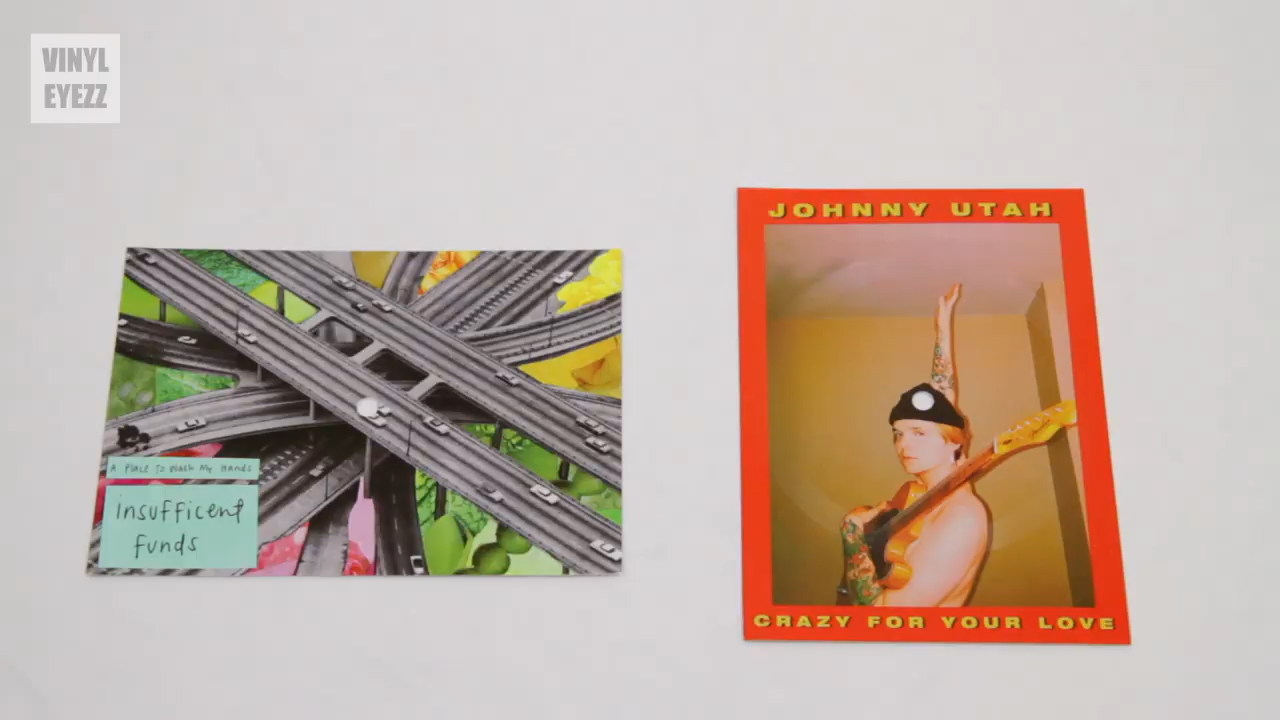 VINYL
EYEZZ
JOHNNY UTAH
A Place To Wash My Hands
insufficent
funds
CRAZY FOR YOUR LOVE